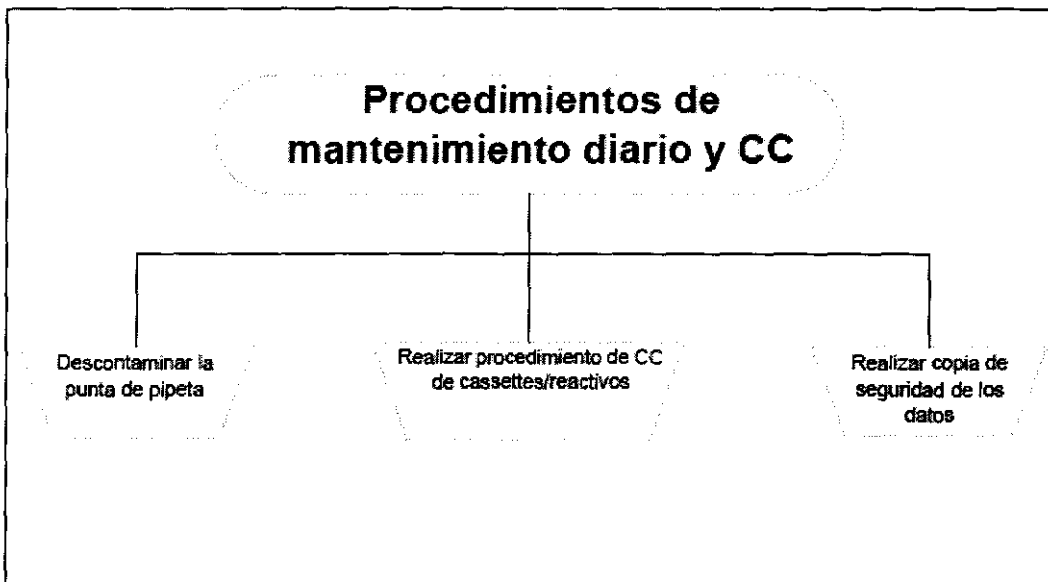 Procedimientos de
mantenimiento diario y CC
Descontaminar la
punta de pipeta
Realizar procedimiento de CC
de cassettes/reactivos
Realizar copia de
seguridad de los
datos